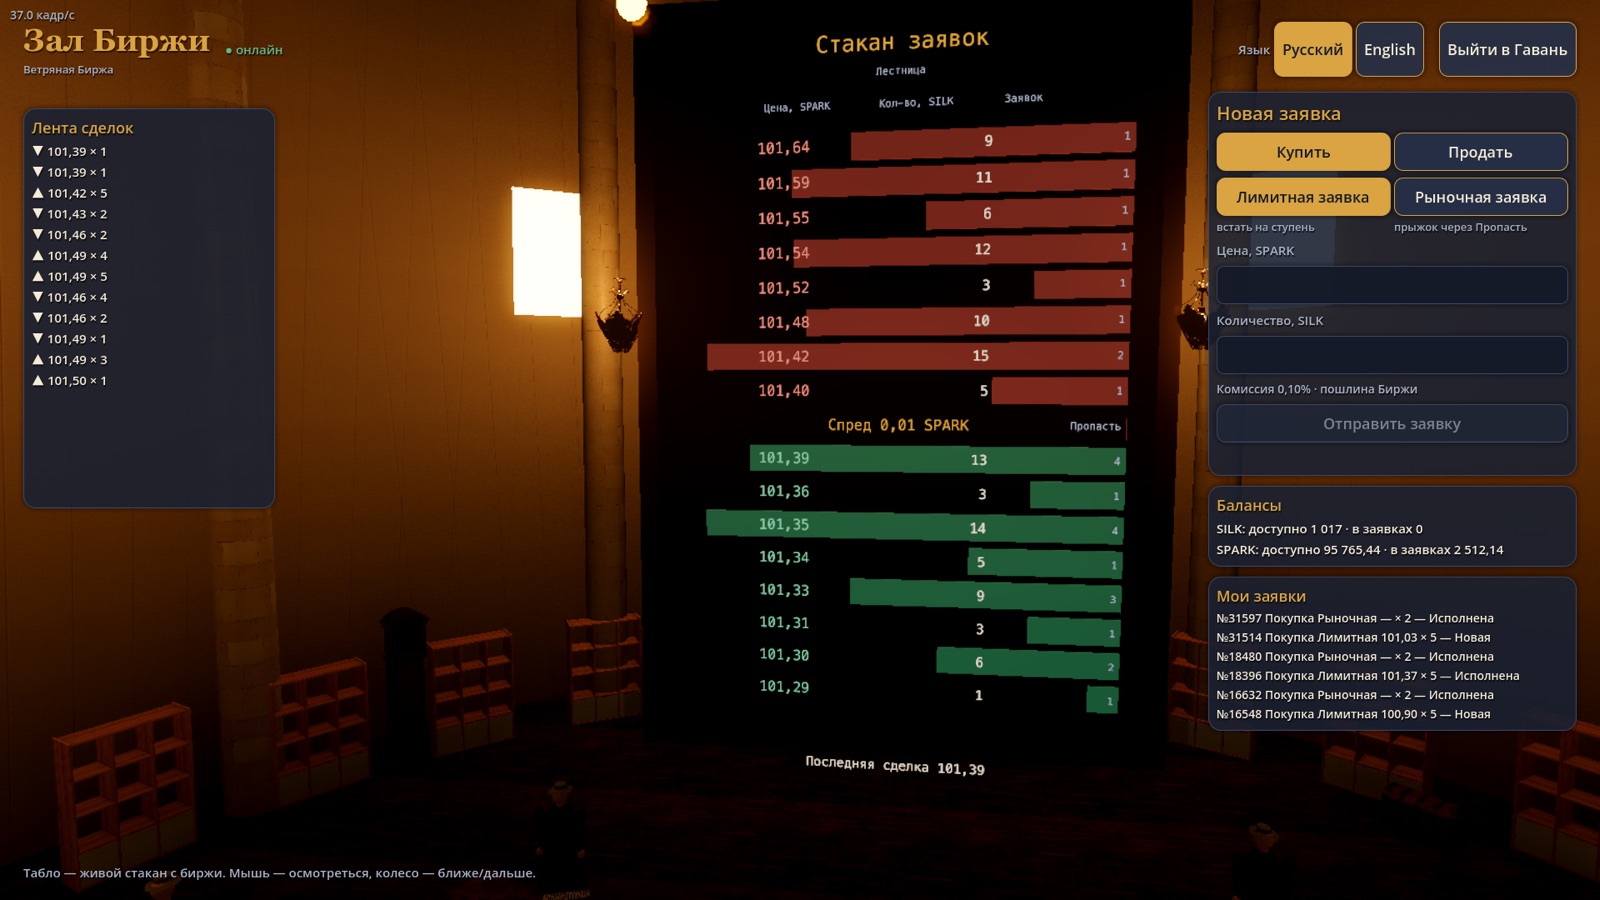 37.0 кадр/с
Зал Биржи
● онлайн
Ветряная Биржа
Лента сделок
▼ 101,39 × 1
▼ 101,39 × 1
▲ 101,42 × 5
▼ 101,43 × 2
▼ 101,46 × 2
▲ 101,49 × 4
▲ 101,49 × 5
▼ 101,46 × 4
▼ 101,46 × 2
▼ 101,49 × 1
▲ 101,49 × 3
▲ 101,50 × 1
Стакан заявок
Лестница
Цена, SPARK Кол-во, SILK Заявок
101,64 9 1
101,59 11 1
101,55 6 1
101,54 12 1
101,52 3 1
101,48 10 1
101,42 15 2
101,40 5 1
Спред 0,01 SPARK Пропасть
101,39 13 4
101,36 3 1
101,35 14 4
101,34 5 1
101,33 9 3
101,31 3 1
101,30 6 2
101,29 1 1
Последняя сделка 101,39
Язык Русский English Выйти в Гавань
Новая заявка
Купить Продать
Лимитная заявка Рыночная заявка
встать на ступень прыжок через Пропасть
Цена, SPARK
Количество, SILK
Комиссия 0,10% · пошлина Биржи
Отправить заявку
Балансы
SILK: доступно 1 017 · в заявках 0
SPARK: доступно 95 765,44 · в заявках 2 512,14
Мои заявки
№31597 Покупка Рыночная — × 2 — Исполнена
№31514 Покупка Лимитная 101,03 × 5 — Новая
№18480 Покупка Рыночная — × 2 — Исполнена
№18396 Покупка Лимитная 101,37 × 5 — Исполнена
№16632 Покупка Рыночная — × 2 — Исполнена
№16548 Покупка Лимитная 100,90 × 5 — Новая
Табло — живой стакан с биржи. Мышь — осмотреться, колесо — ближе/дальше.